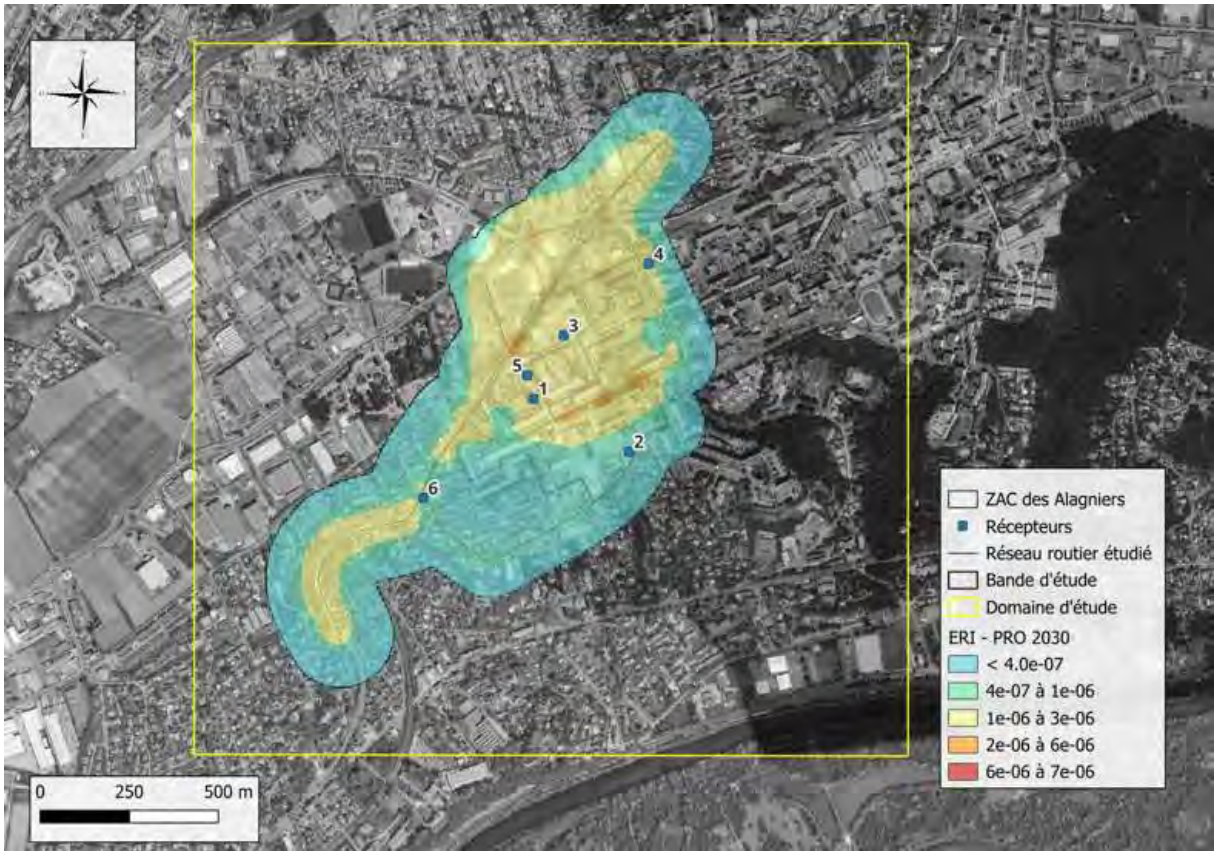 4
3
5
1
2
6
ZAC des Alagniers
Récepteurs
Réseau routier étudié
Bande d'étude
Domaine d'étude
ERI - PRO 2030
< 4.0e-07
4e-07 à 1e-06
1e-06 à 3e-06
2e-06 à 6e-06
6e-06 à 7e-06
0 250 500 m